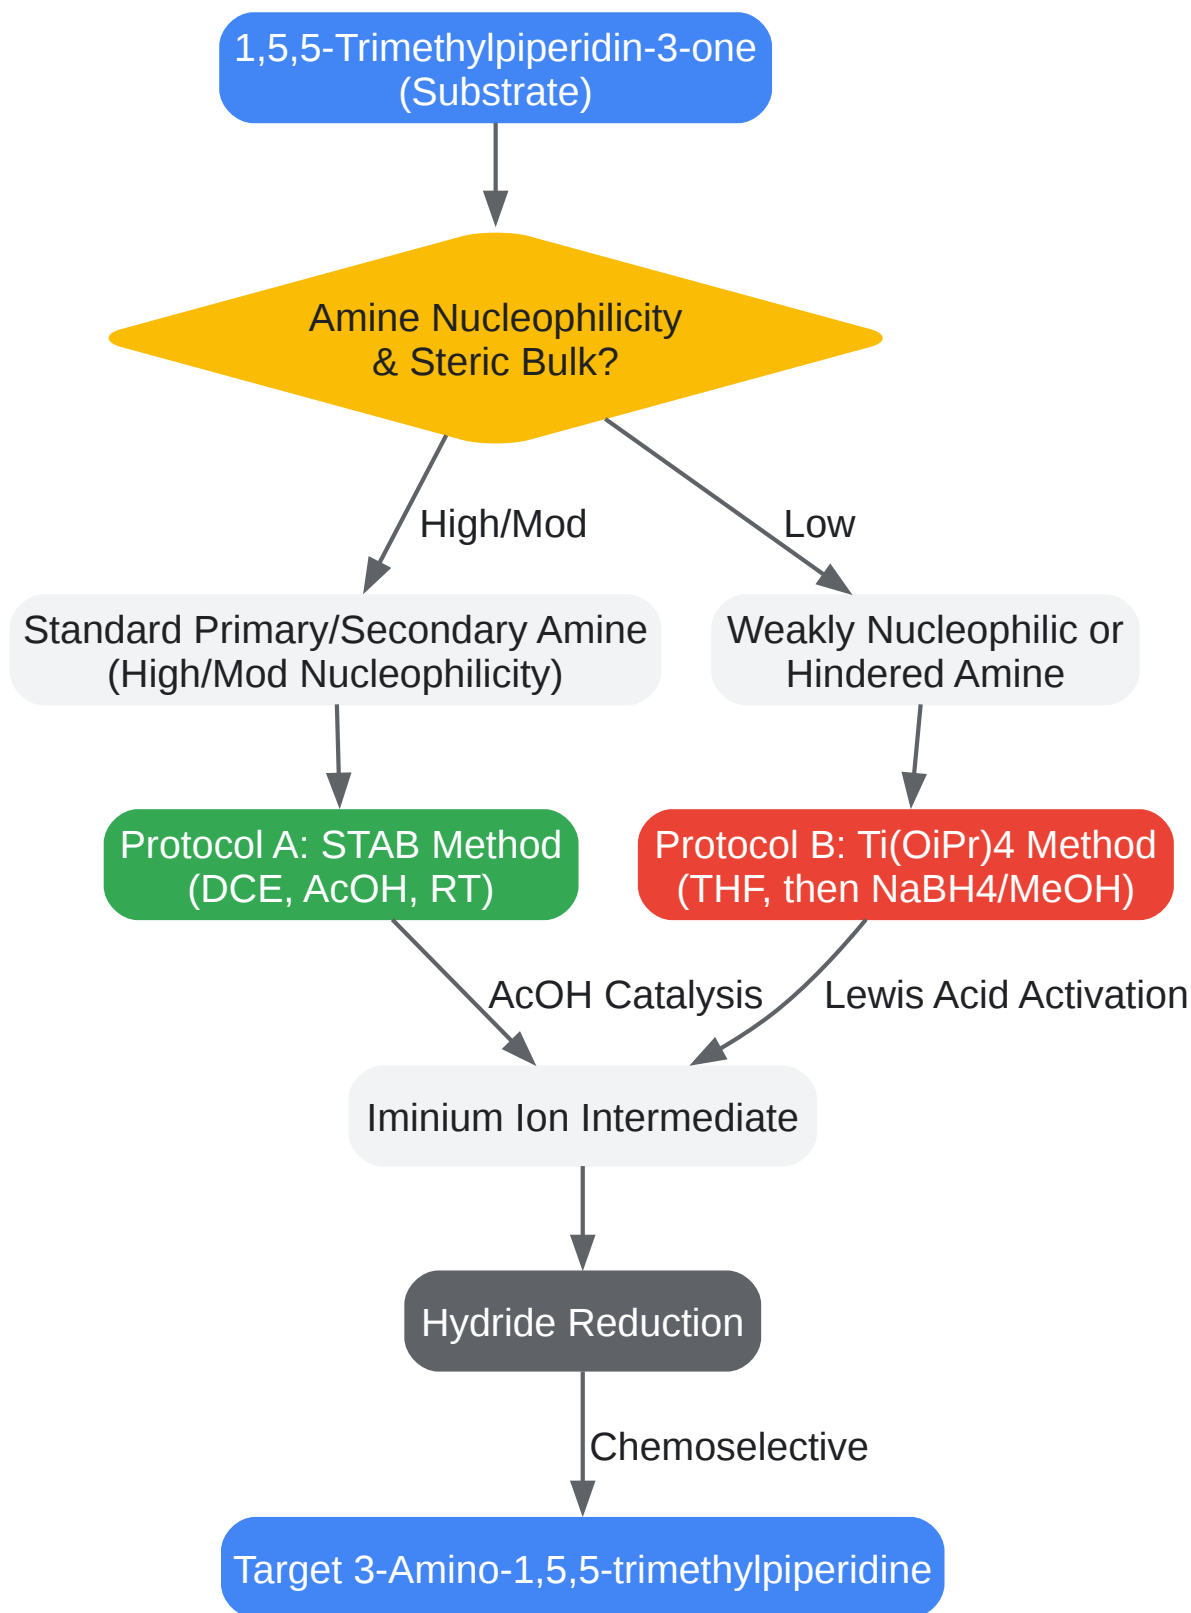 1,5,5-Trimethylpiperidin-3-one
(Substrate)
Amine Nucleophilicity
& Steric Bulk?
High/Mod
Low
Standard Primary/Secondary Amine
(High/Mod Nucleophilicity)
Weakly Nucleophilic or
Hindered Amine
Protocol A: STAB Method
(DCE, AcOH, RT)
Protocol B: Ti(OiPr)4 Method
(THF, then NaBH4/MeOH)
AcOH Catalysis
Lewis Acid Activation
Iminium Ion Intermediate
Hydride Reduction
Chemoselective
Target 3-Amino-1,5,5-trimethylpiperidine